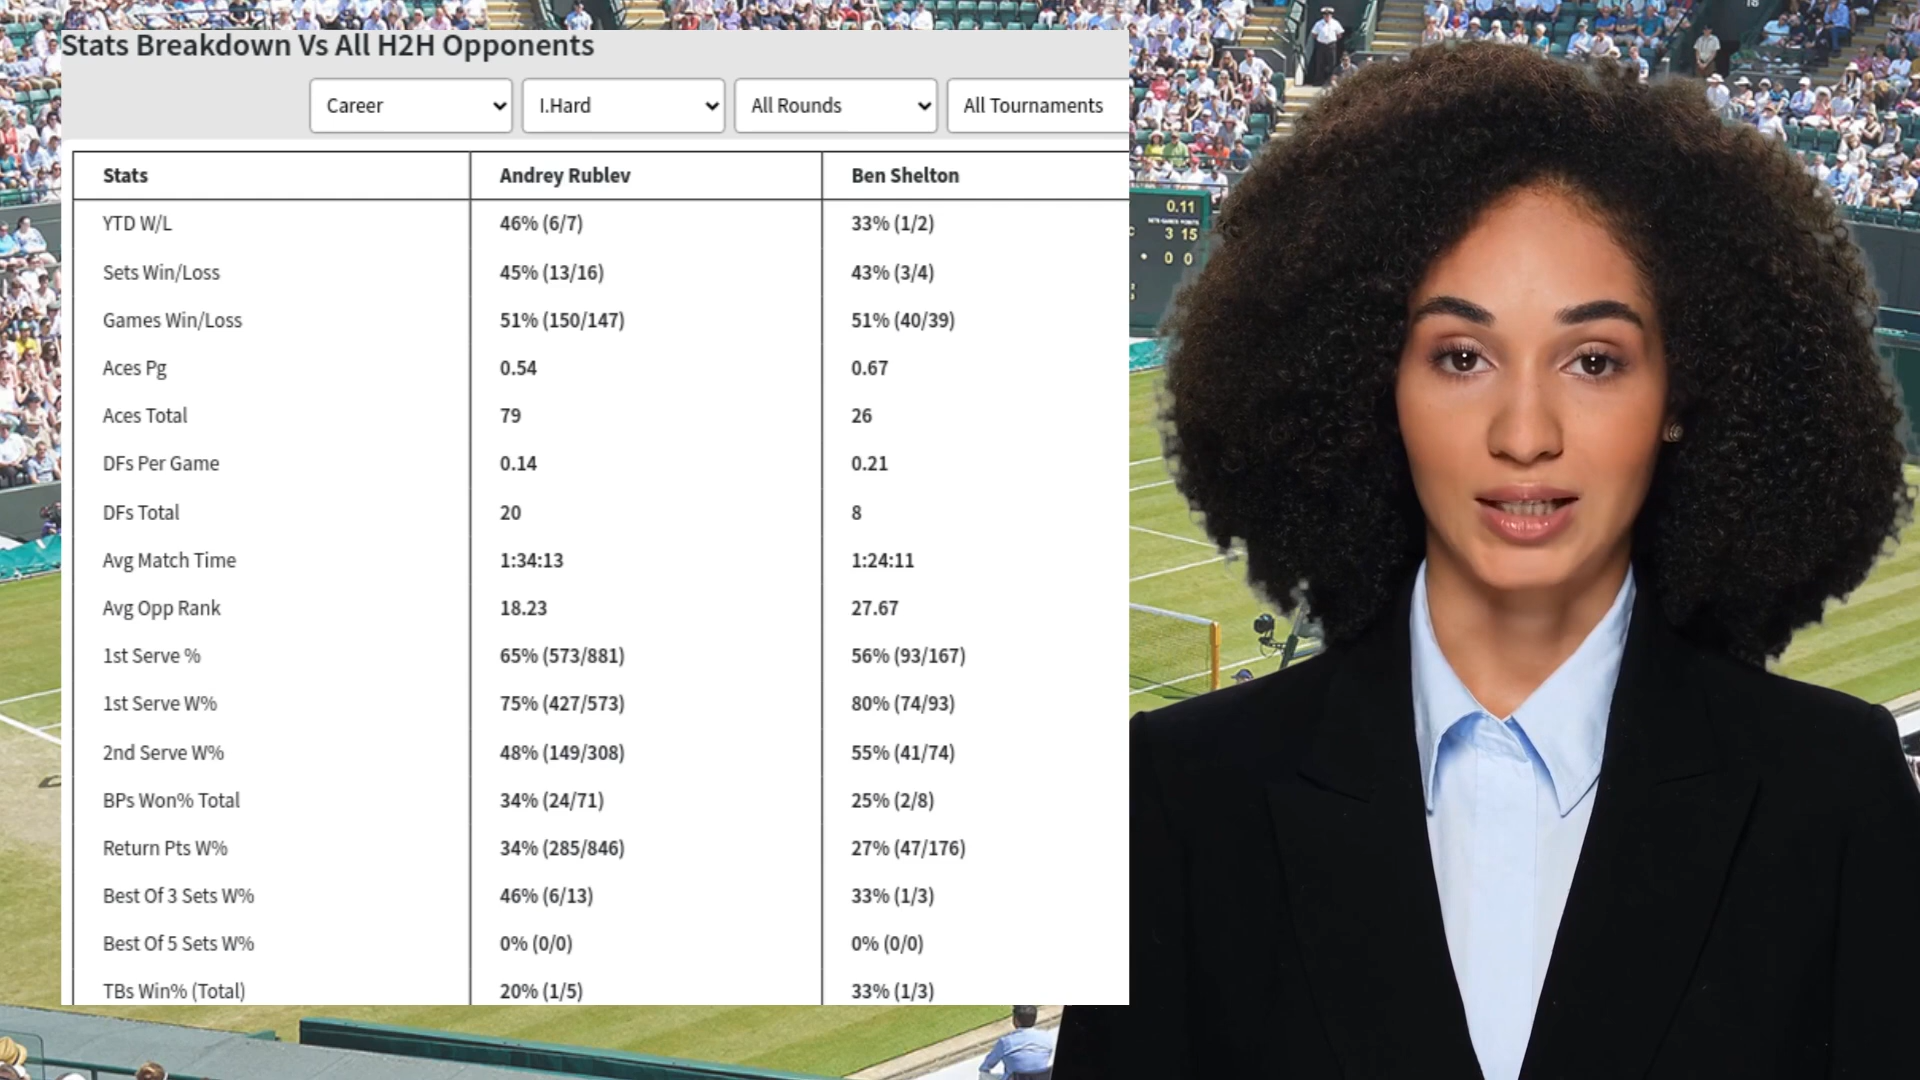 Stats Breakdown Vs All H2H Opponents
Career I.Hard All Rounds All Tournaments
Stats Andrey Rublev Ben Shelton
YTD W/L 46% (6/7) 33% (1/2)
Sets Win/Loss 45% (13/16) 43% (3/4)
Games Win/Loss 51% (150/147) 51% (40/39)
Aces Pg 0.54 0.67
Aces Total 79 26
DFs Per Game 0.14 0.21
DFs Total 20 8
Avg Match Time 1:34:13 1:24:11
Avg Opp Rank 18.23 27.67
1st Serve % 65% (573/881) 56% (93/167)
1st Serve W% 75% (427/573) 80% (74/93)
2nd Serve W% 48% (149/308) 55% (41/74)
BPs Won% Total 34% (24/71) 25% (2/8)
Return Pts W% 34% (285/846) 27% (47/176)
Best Of 3 Sets W% 46% (6/13) 33% (1/3)
Best Of 5 Sets W% 0% (0/0) 0% (0/0)
TBs Win% (Total) 20% (1/5) 33% (1/3)
18
0.11
3 15
0 0